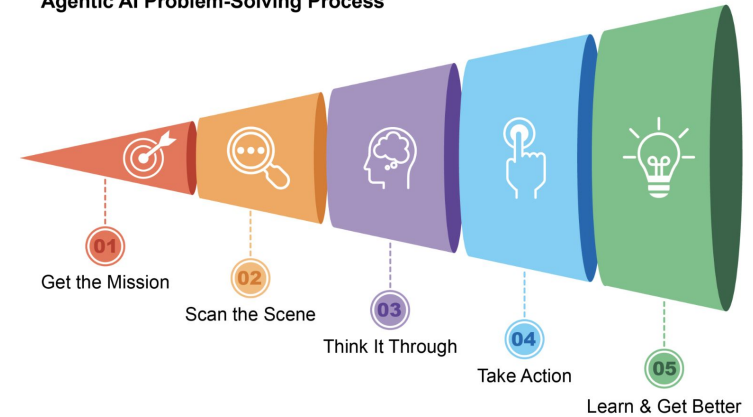 Agentic AI Problem-Solving Process
01
Get the Mission
02
Scan the Scene
03
Think It Through
04
Take Action
05
Learn & Get Better